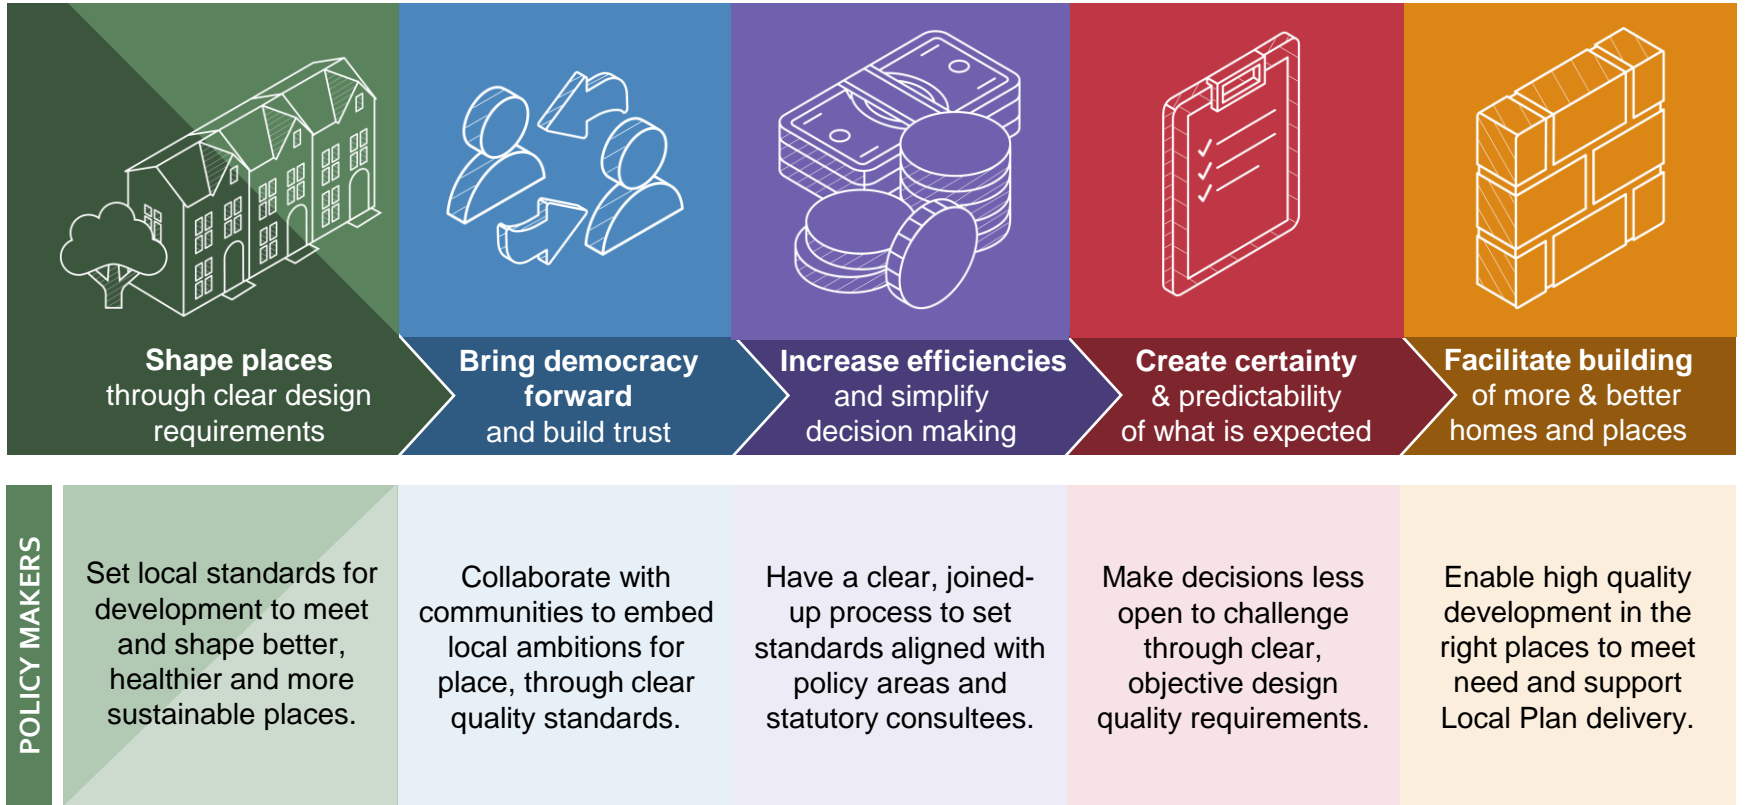 Shape places
through clear design
requirements
Bring democracy
forward
and build trust
Increase efficiencies
and simplify
decision making
Create certainty
& predictability
of what is expected
Facilitate building
of more & better
homes and places
POLICY MAKERS
Set local standards for
development to meet
and shape better,
healthier and more
sustainable places.
Collaborate with
communities to embed
local ambitions for
place, through clear
quality standards.
Have a clear, joined-
up process to set
standards aligned with
policy areas and
statutory consultees.
Make decisions less
open to challenge
through clear,
objective design
quality requirements.
Enable high quality
development in the
right places to meet
need and support
Local Plan delivery.